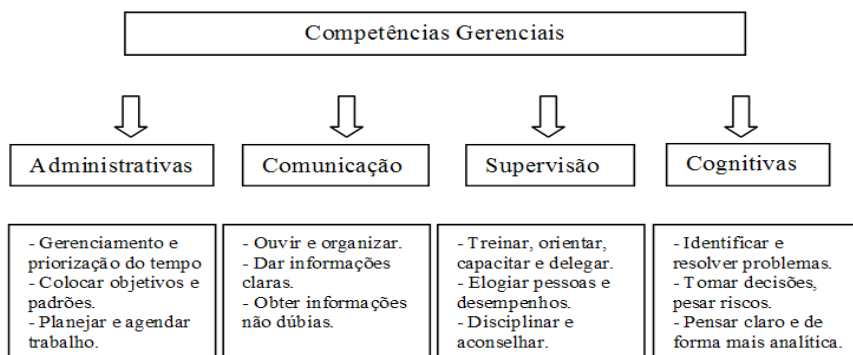 Competências Gerenciais
Administrativas
Comunicação
Supervisão
Cognitivas
- Gerenciamento e
priorização do tempo
- Colocar objetivos e
padrões.
- Planejar e agendar
trabalho.
- Ouvir e organizar.
- Dar informações
claras.
- Obter informações
não dúbias.
- Treinar, orientar,
capacitar e delegar.
- Elogiar pessoas e
desempenhos.
- Disciplinar e
aconselhar.
- Identificar e
resolver problemas.
- Tomar decisões,
pesar riscos.
- Pensar claro e de
forma mais analítica.